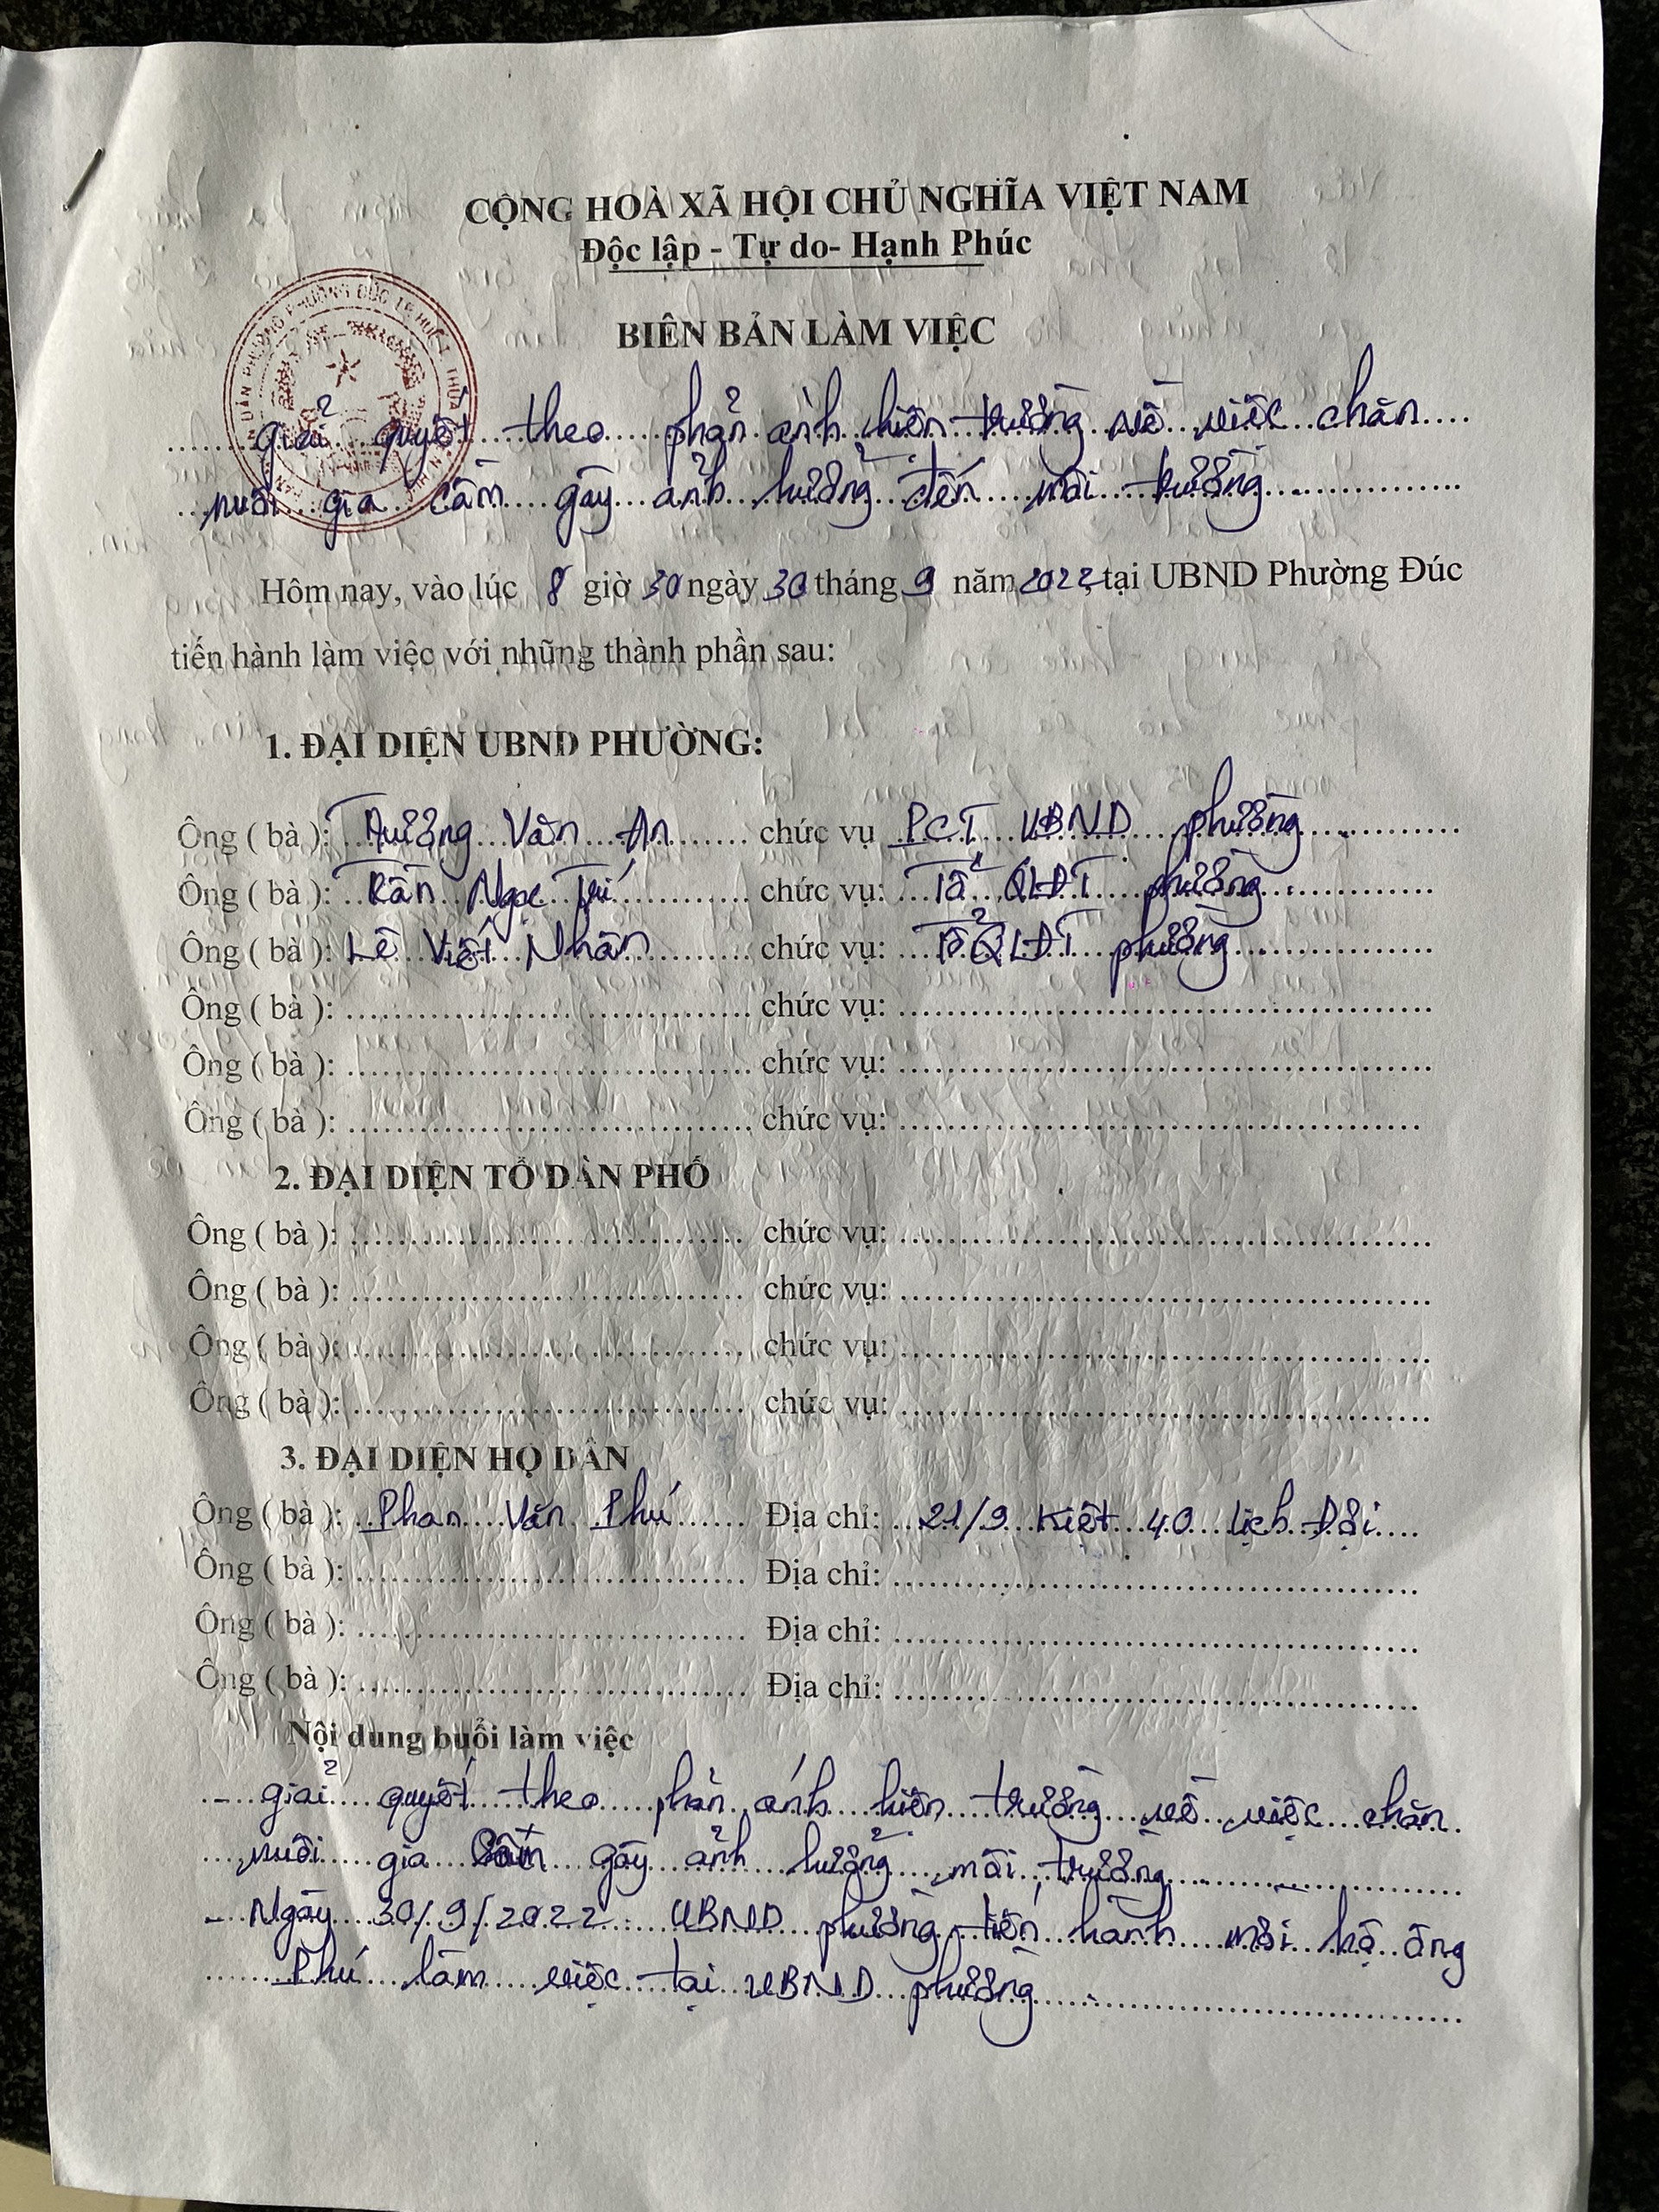 CỘNG HOÀ XÃ HỘI CHỦ NGHĨA VIỆT NAM
Độc lập - Tự do- Hạnh Phúc
BIÊN BẢN LÀM VIỆC
giải quyết theo phản ánh hiện trường về việc chăn
nuôi gia cầm gây ảnh hưởng đến môi trường
Hôm nay, vào lúc 8 giờ 30 ngày 30 tháng 9 năm 2022, tại UBND Phường Đúc
tiến hành làm việc với những thành phần sau:
1. ĐẠI DIỆN UBND PHƯỜNG:
Ông ( bà ): Trương Văn An chức vụ PCT UBND phường
Ông ( bà ): Trần Ngọc Trí chức vụ: Tổ QLĐT phường
Ông ( bà ): Lê Viết Nhân chức vụ: Tổ QLĐT phường
Ông ( bà ): chức vụ:
Ông ( bà ): chức vụ:
Ông ( bà ): chức vụ:
2. ĐẠI DIỆN TỔ DÂN PHỐ
Ông ( bà ): chức vụ:
Ông ( bà ): chức vụ:
Ông ( bà ): chức vụ:
Ông ( bà ): chức vụ:
3. ĐẠI DIỆN HỘ DÂN
Ông ( bà ): Phan Văn Phú Địa chỉ: 21/9 Kiệt 40 Lịch Đợi
Ông ( bà ): Địa chỉ:
Ông ( bà ): Địa chỉ:
Ông ( bà ): Địa chỉ:
Nội dung buổi làm việc
- giải quyết theo phản ánh hiện trường về việc chăn
nuôi gia cầm gây ảnh hưởng môi trường
- Ngày 30/9/2022 UBND phường tiến hành mời hộ ông
Phú làm việc tại UBND phường